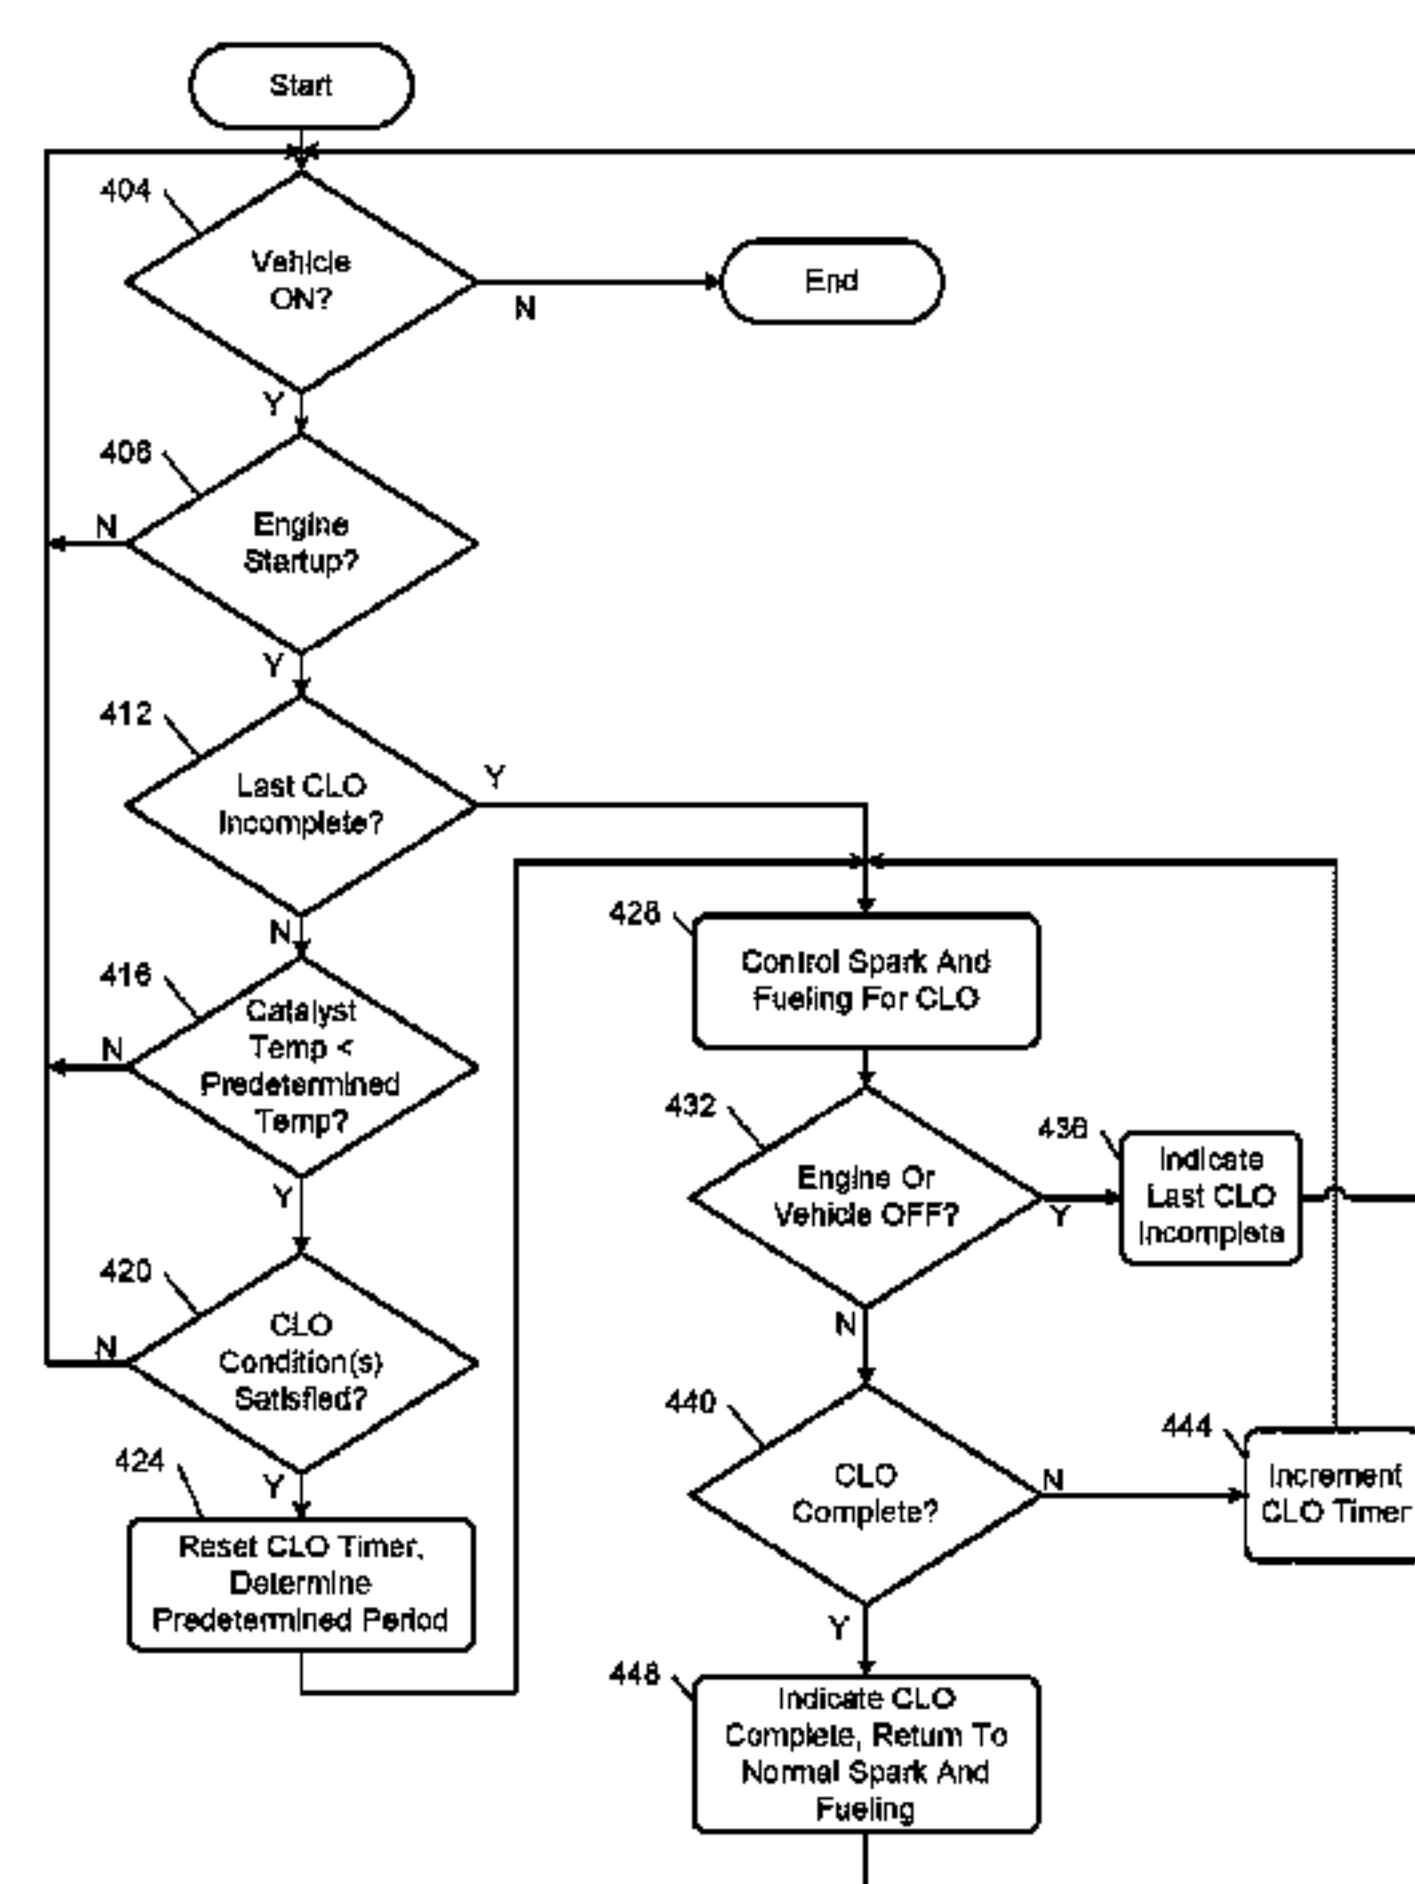 Start
404
Vehicle
ON?
N
End
Y
408
Engine
Startup?
N
Y
412
Last CLO
Incomplete?
Y
N
416
Catalyst
Temp <
Predetermined
Temp?
N
Y
420
CLO
Condition(s)
Satisfied?
N
Y
424
Reset CLO Timer,
Determine
Predetermined Period
428
Control Spark And
Fueling For CLO
432
Engine Or
Vehicle OFF?
Y
436
Indicate
Last CLO
Incomplete
N
440
CLO
Complete?
N
444
Increment
CLO Timer
Y
448
Indicate CLO
Complete, Return To
Normal Spark And
Fueling